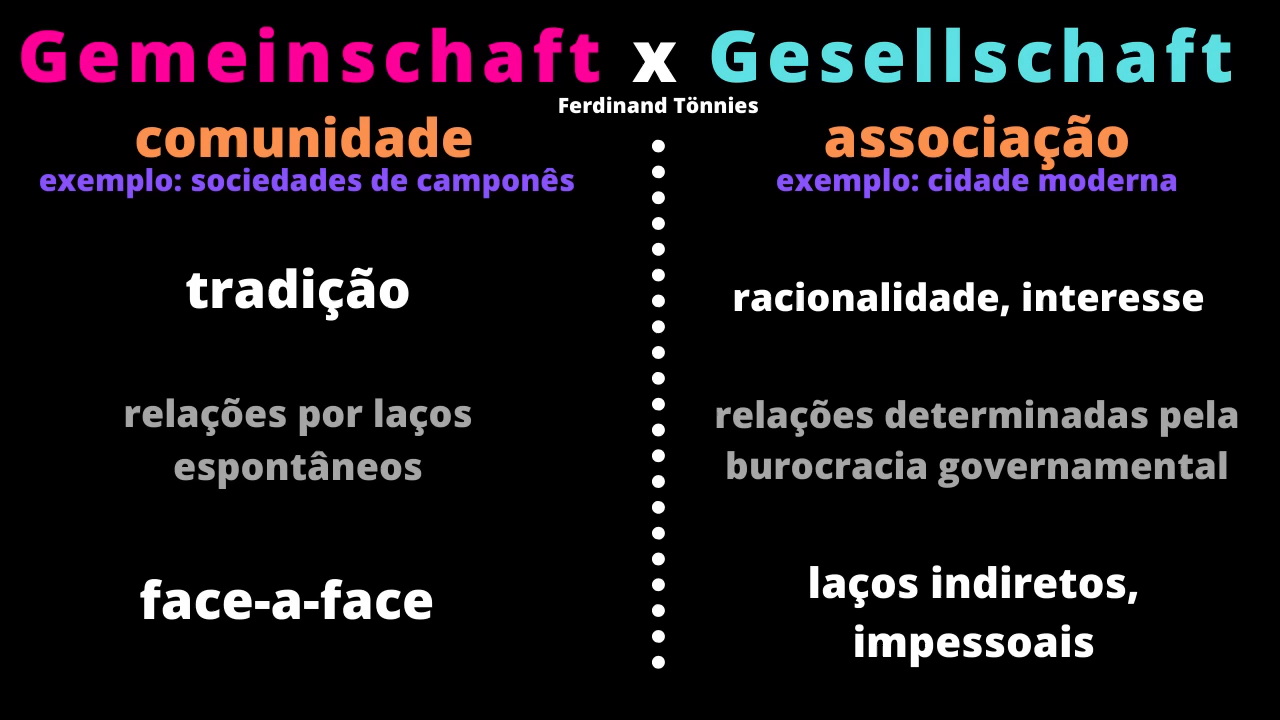 Gemeinschaft x Gesellschaft
Ferdinand Tönnies
comunidade
exemplo: sociedades de camponês
tradição
relações por laços
espontâneos
face-a-face
associação
exemplo: cidade moderna
racionalidade, interesse
relações determinadas pela
burocracia governamental
laços indiretos,
impessoais